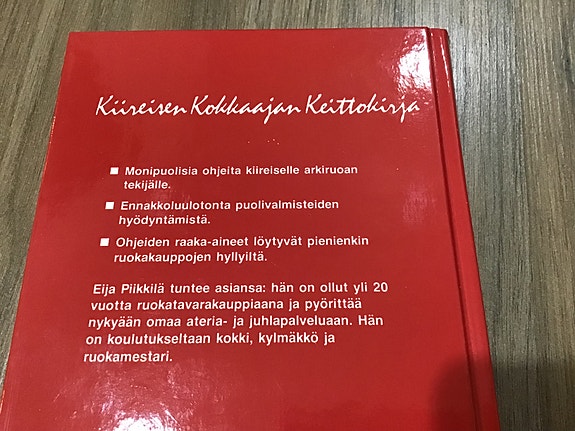 Kiireisen Kokkaajan Keittokirja
■ Monipuolisia ohjeita kiireiselle arkiruoan
tekijälle.
■ Ennakkoluulotonta puolivalmisteiden
hyödyntämistä.
■ Ohjeiden raaka-aineet löytyvät pienienkin
ruokakauppojen hyllyiltä.
Eija Piikkilä tuntee asiansa: hän on ollut yli 20
vuotta ruokatavarakauppiaana ja pyörittää
nykyään omaa ateria- ja juhlapalveluaan. Hän
on koulutukseltaan kokki, kylmäkkö ja
ruokamestari.